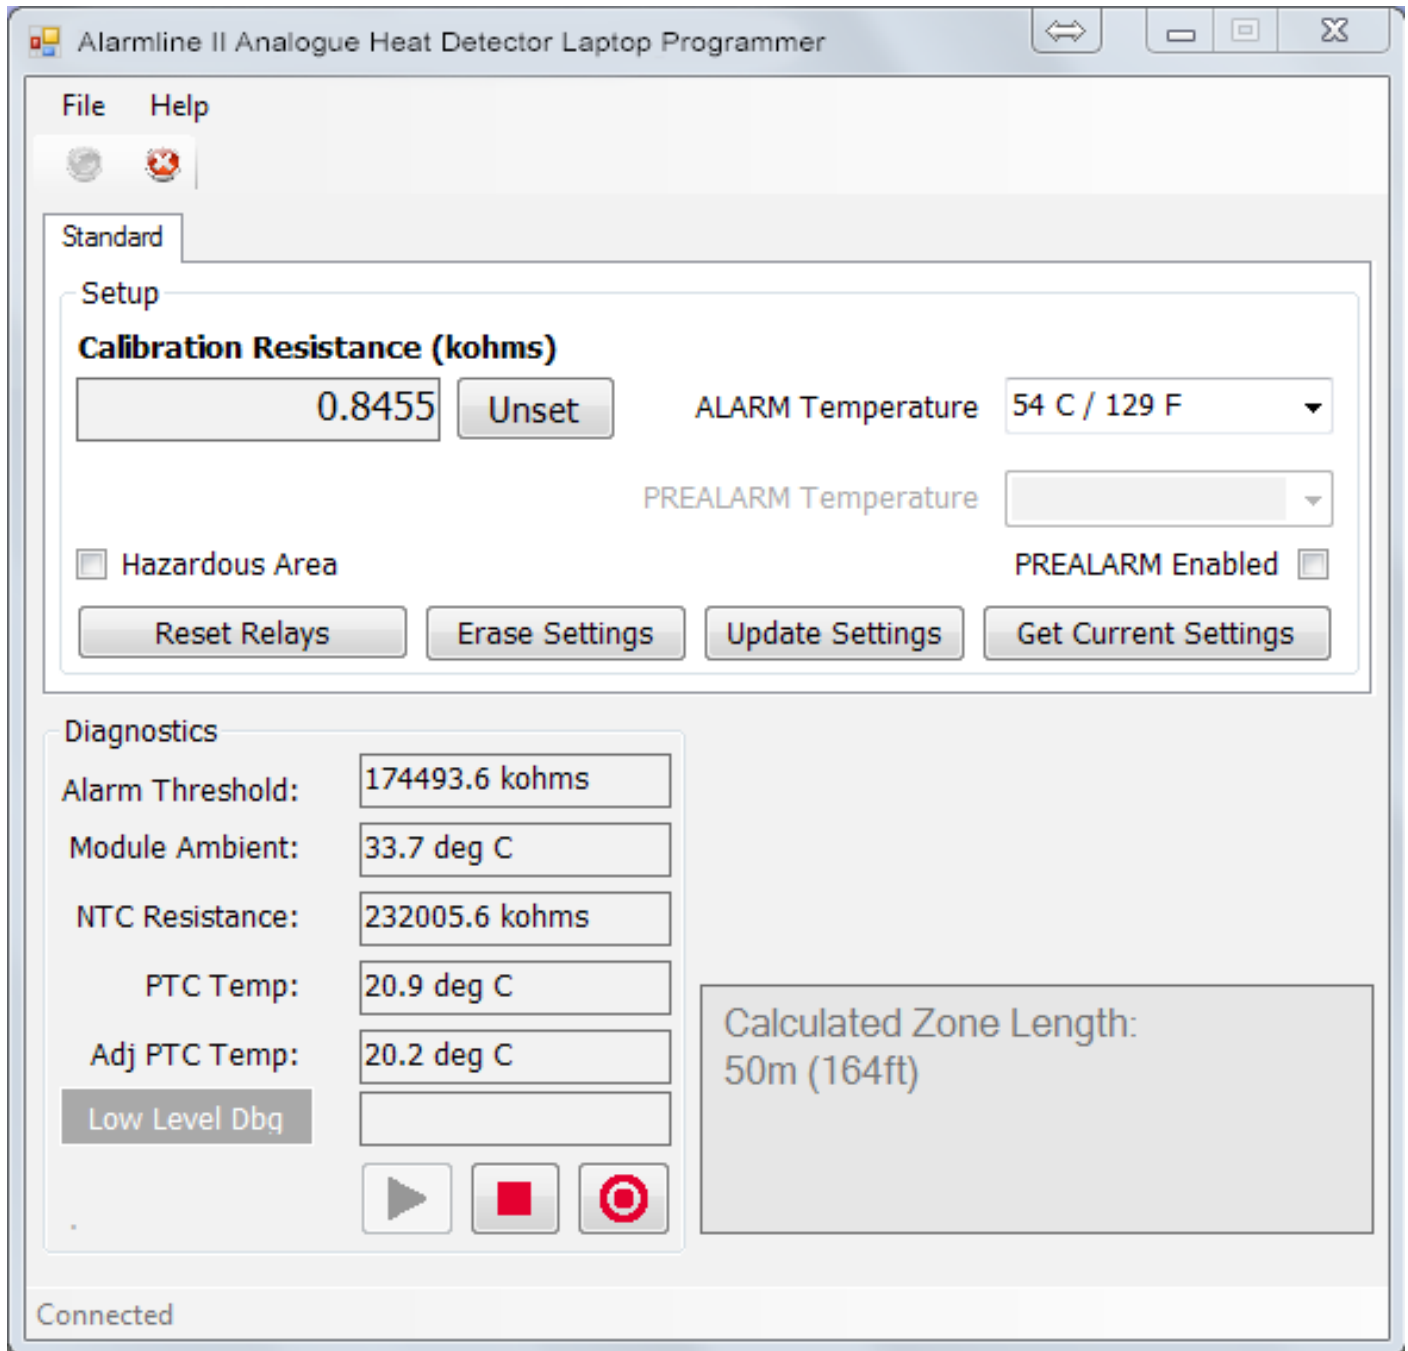 Alarmline II Analogue Heat Detector Laptop Programmer
File Help
Standard
Setup
Calibration Resistance (kohms)
0.8455 Unset ALARM Temperature 54 C / 129 F
PREALARM Temperature
Hazardous Area PREALARM Enabled
Reset Relays Erase Settings Update Settings Get Current Settings
Diagnostics
Alarm Threshold: 174493.6 kohms
Module Ambient: 33.7 deg C
NTC Resistance: 232005.6 kohms
PTC Temp: 20.9 deg C
Adj PTC Temp: 20.2 deg C
Low Level Dbg
.
Calculated Zone Length:
50m (164ft)
Connected